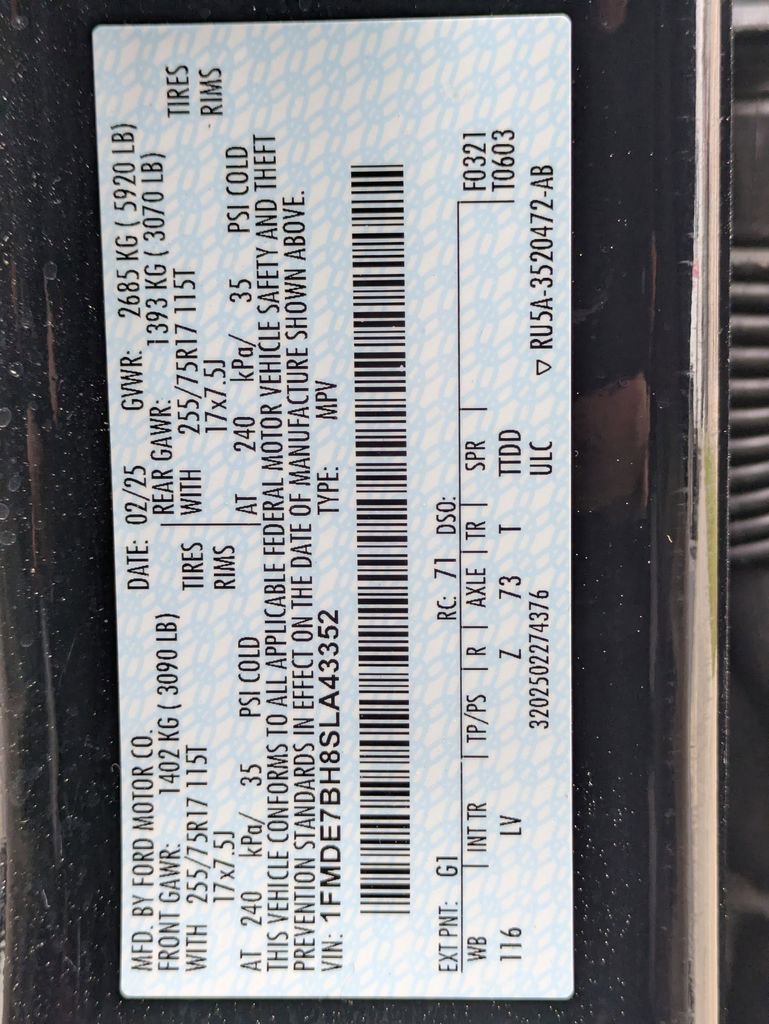 MFD. BY FORD MOTOR CO. DATE: 02/25 GVWR: 2685 KG ( 5920 LB)
FRONT GAWR: 1402 KG ( 3090 LB) REAR GAWR: 1393 KG ( 3070 LB)
WITH 255/75R17 115T TIRES WITH 255/75R17 115T TIRES
17x7.5J RIMS 17x7.5J RIMS
AT 240 kPa/ 35 PSI COLD AT 240 kPa/ 35 PSI COLD
THIS VEHICLE CONFORMS TO ALL APPLICABLE FEDERAL MOTOR VEHICLE SAFETY AND THEFT
PREVENTION STANDARDS IN EFFECT ON THE DATE OF MANUFACTURE SHOWN ABOVE.
VIN: 1FMDE7BH8SLA43352 TYPE: MPV
EXT PNT: G1 RC: 71 DSO: F0321
WB INT TR TP/PS R AXLE TR SPR T0603
116 LV Z 73 T TTDD
3202502274376 ULC ▽ RU5A-3520472-AB